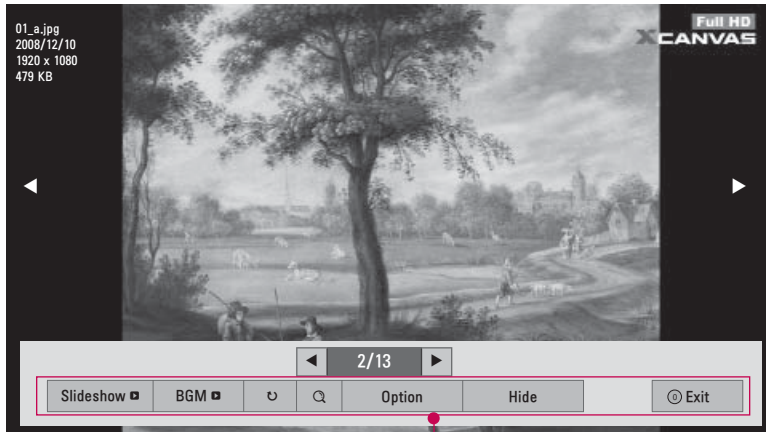 01_a.jpg
2008/12/10
1920 x 1080
479 KB
Full HD
XCANVAS
2/13
Slideshow BGM Option Hide Exit